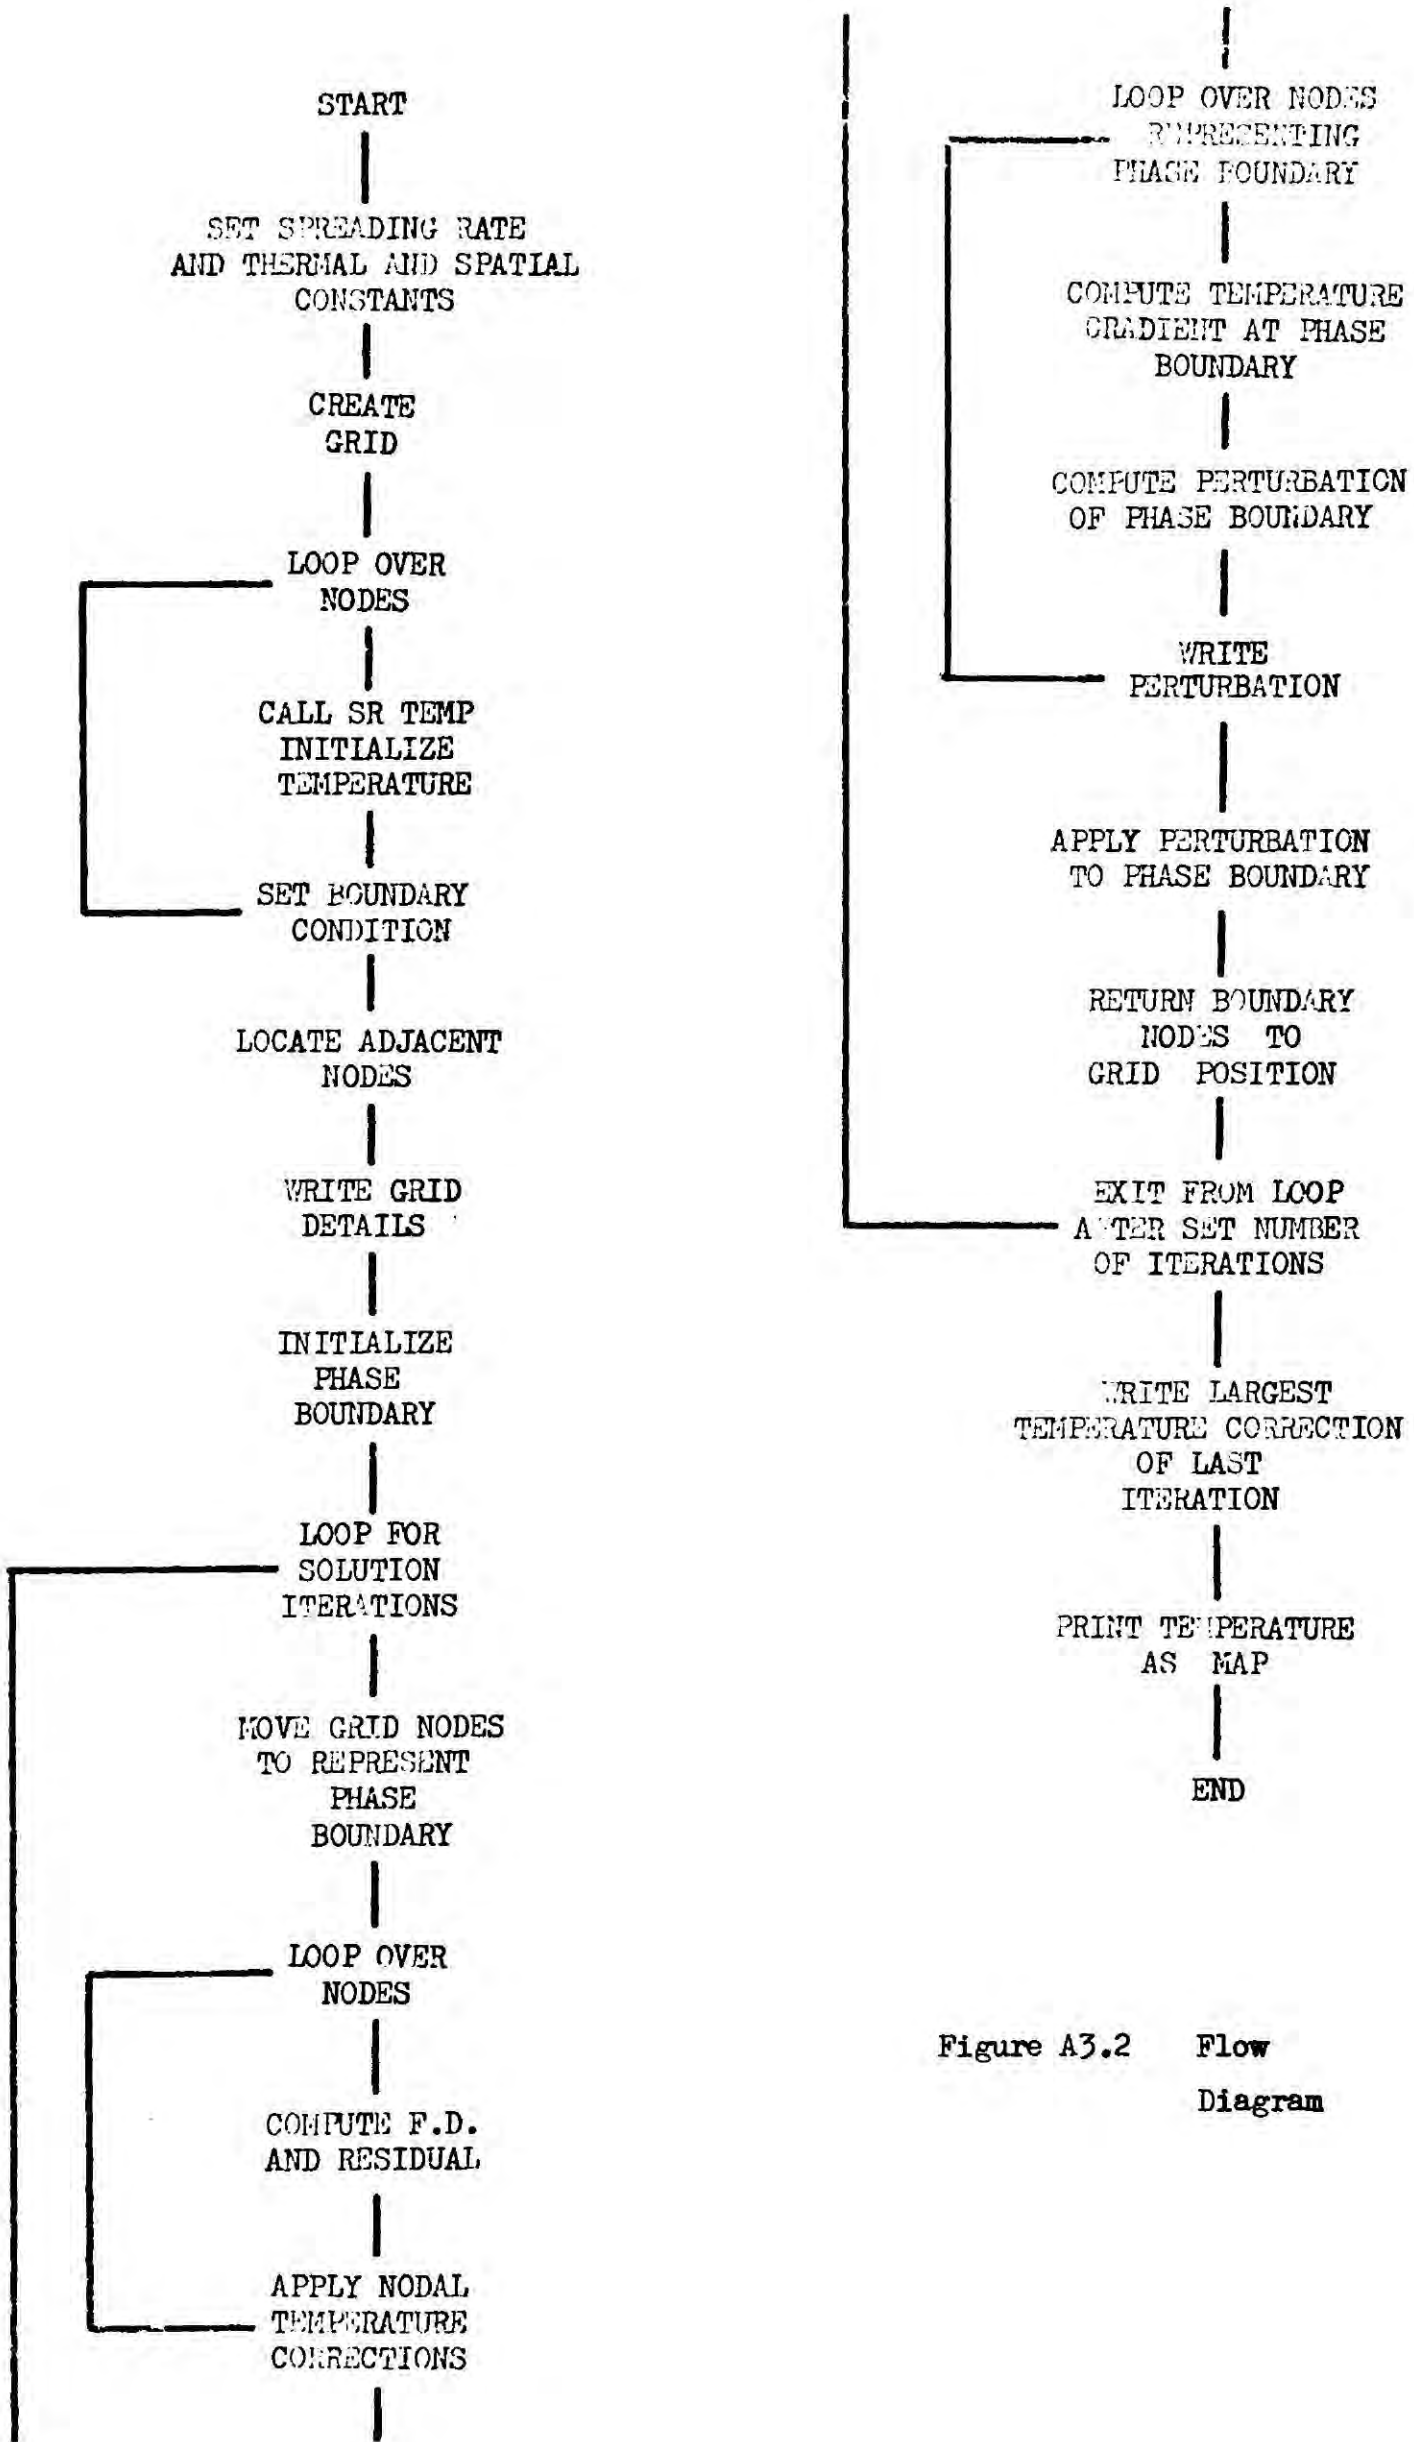 START
SET SPREADING RATE
AND THERMAL AND SPATIAL
CONSTANTS
CREATE
GRID
LOOP OVER
NODES
CALL SR TEMP
INITIALIZE
TEMPERATURE
SET BOUNDARY
CONDITION
LOCATE ADJACENT
NODES
WRITE GRID
DETAILS
INITIALIZE
PHASE
BOUNDARY
LOOP FOR
SOLUTION
ITERATIONS
MOVE GRID NODES
TO REPRESENT
PHASE
BOUNDARY
LOOP OVER
NODES
COMPUTE F.D.
AND RESIDUAL
APPLY NODAL
TEMPERATURE
CORRECTIONS
LOOP OVER NODES
REPRESENTING
PHASE BOUNDARY
COMPUTE TEMPERATURE
GRADIENT AT PHASE
BOUNDARY
COMPUTE PERTURBATION
OF PHASE BOUNDARY
WRITE
PERTURBATION
APPLY PERTURBATION
TO PHASE BOUNDARY
RETURN BOUNDARY
NODES TO
GRID POSITION
EXIT FROM LOOP
AFTER SET NUMBER
OF ITERATIONS
WRITE LARGEST
TEMPERATURE CORRECTION
OF LAST
ITERATION
PRINT TEMPERATURE
AS MAP
END
Figure A3.2 Flow
Diagram